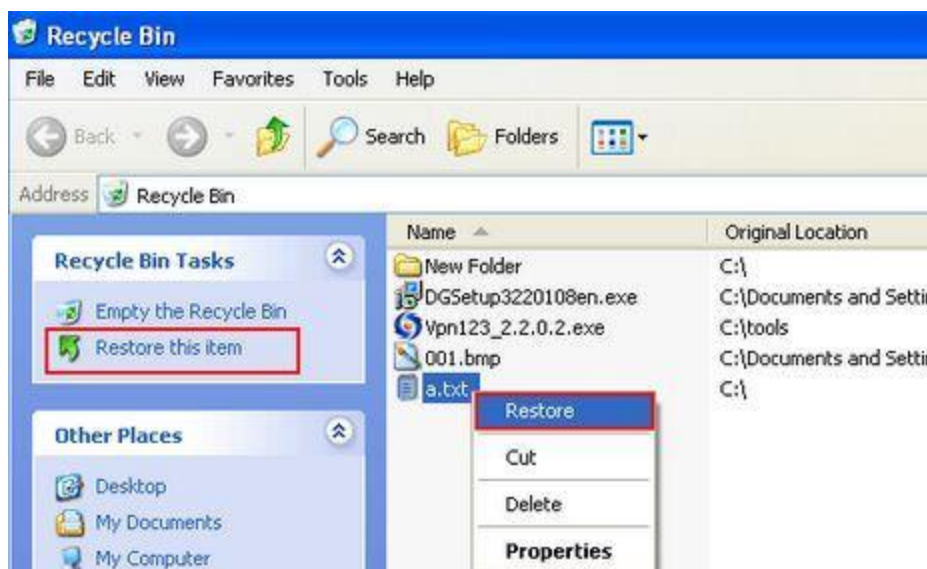 Recycle Bin
File Edit View Favorites Tools Help
Back Search Folders
Address Recycle Bin
Name Original Location
Recycle Bin Tasks
Empty the Recycle Bin
Restore this item
New Folder C:\
DGSetup3220108en.exe C:\Documents and Setti
Vpn123_2.2.0.2.exe C:\tools
001.bmp C:\Documents and Setti
a.txt C:\
Restore
Cut
Delete
Properties
Other Places
Desktop
My Documents
My Computer